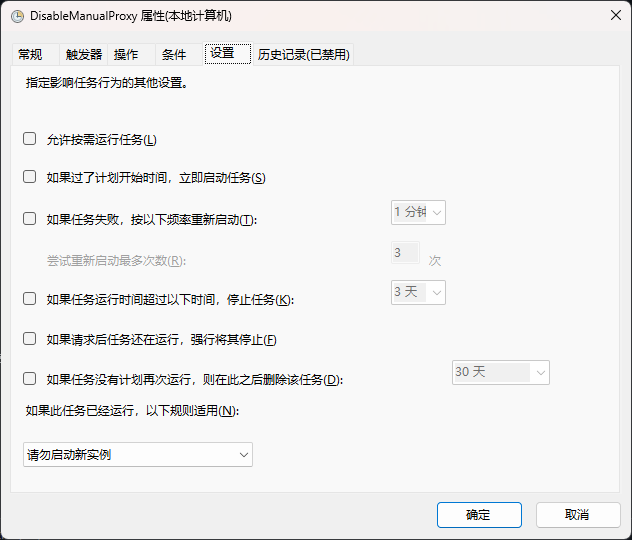 DisableManualProxy 属性(本地计算机)
常规 触发器 操作 条件 设置 历史记录(已禁用)
指定影响任务行为的其他设置。
允许按需运行任务(L)
如果过了计划开始时间，立即启动任务(S)
如果任务失败，按以下频率重新启动(T): 1 分钟
尝试重新启动最多次数(R): 3 次
如果任务运行时间超过以下时间，停止任务(K): 3 天
如果请求后任务还在运行，强行将其停止(F)
如果任务没有计划再次运行，则在此之后删除该任务(D): 30 天
如果此任务已经运行，以下规则适用(N):
请勿启动新实例
确定 取消